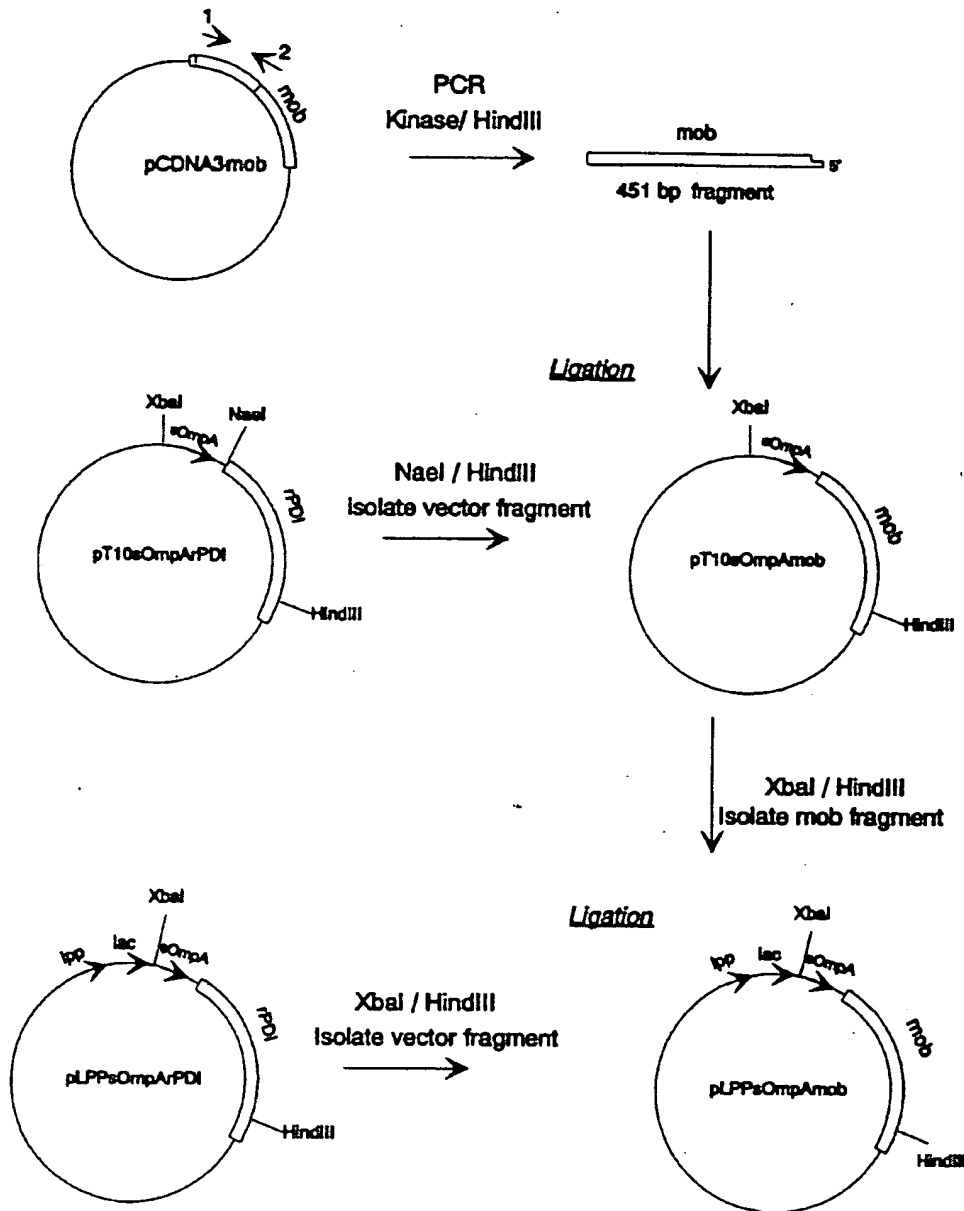 1
2
mob
pCDNA3-mob
PCR
Kinase/ HindIII
mob
5'
451 bp fragment
Ligation
XbaI
sOmpA
NaeI
rPDI
pT10sOmpArPDI
HindIII
NaeI / HindIII
Isolate vector fragment
XbaI
sOmpA
mob
pT10sOmpAmob
HindIII
XbaI / HindIII
Isolate mob fragment
Ligation
XbaI
lpp
lac
sOmpA
rPDI
pLPPsOmpArPDI
HindIII
XbaI / HindIII
Isolate vector fragment
XbaI
lpp
lac
sOmpA
mob
pLPPsOmpAmob
HindIII